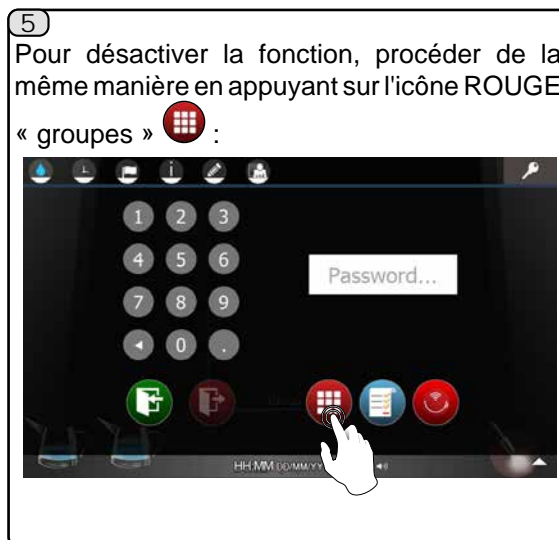 5
Pour désactiver la fonction, procéder de la
même manière en appuyant sur l'icône ROUGE
« groupes » :
1 2 3
4 5 6
Password...
7 8 9
0 .
HH:MM DD/MM/YY